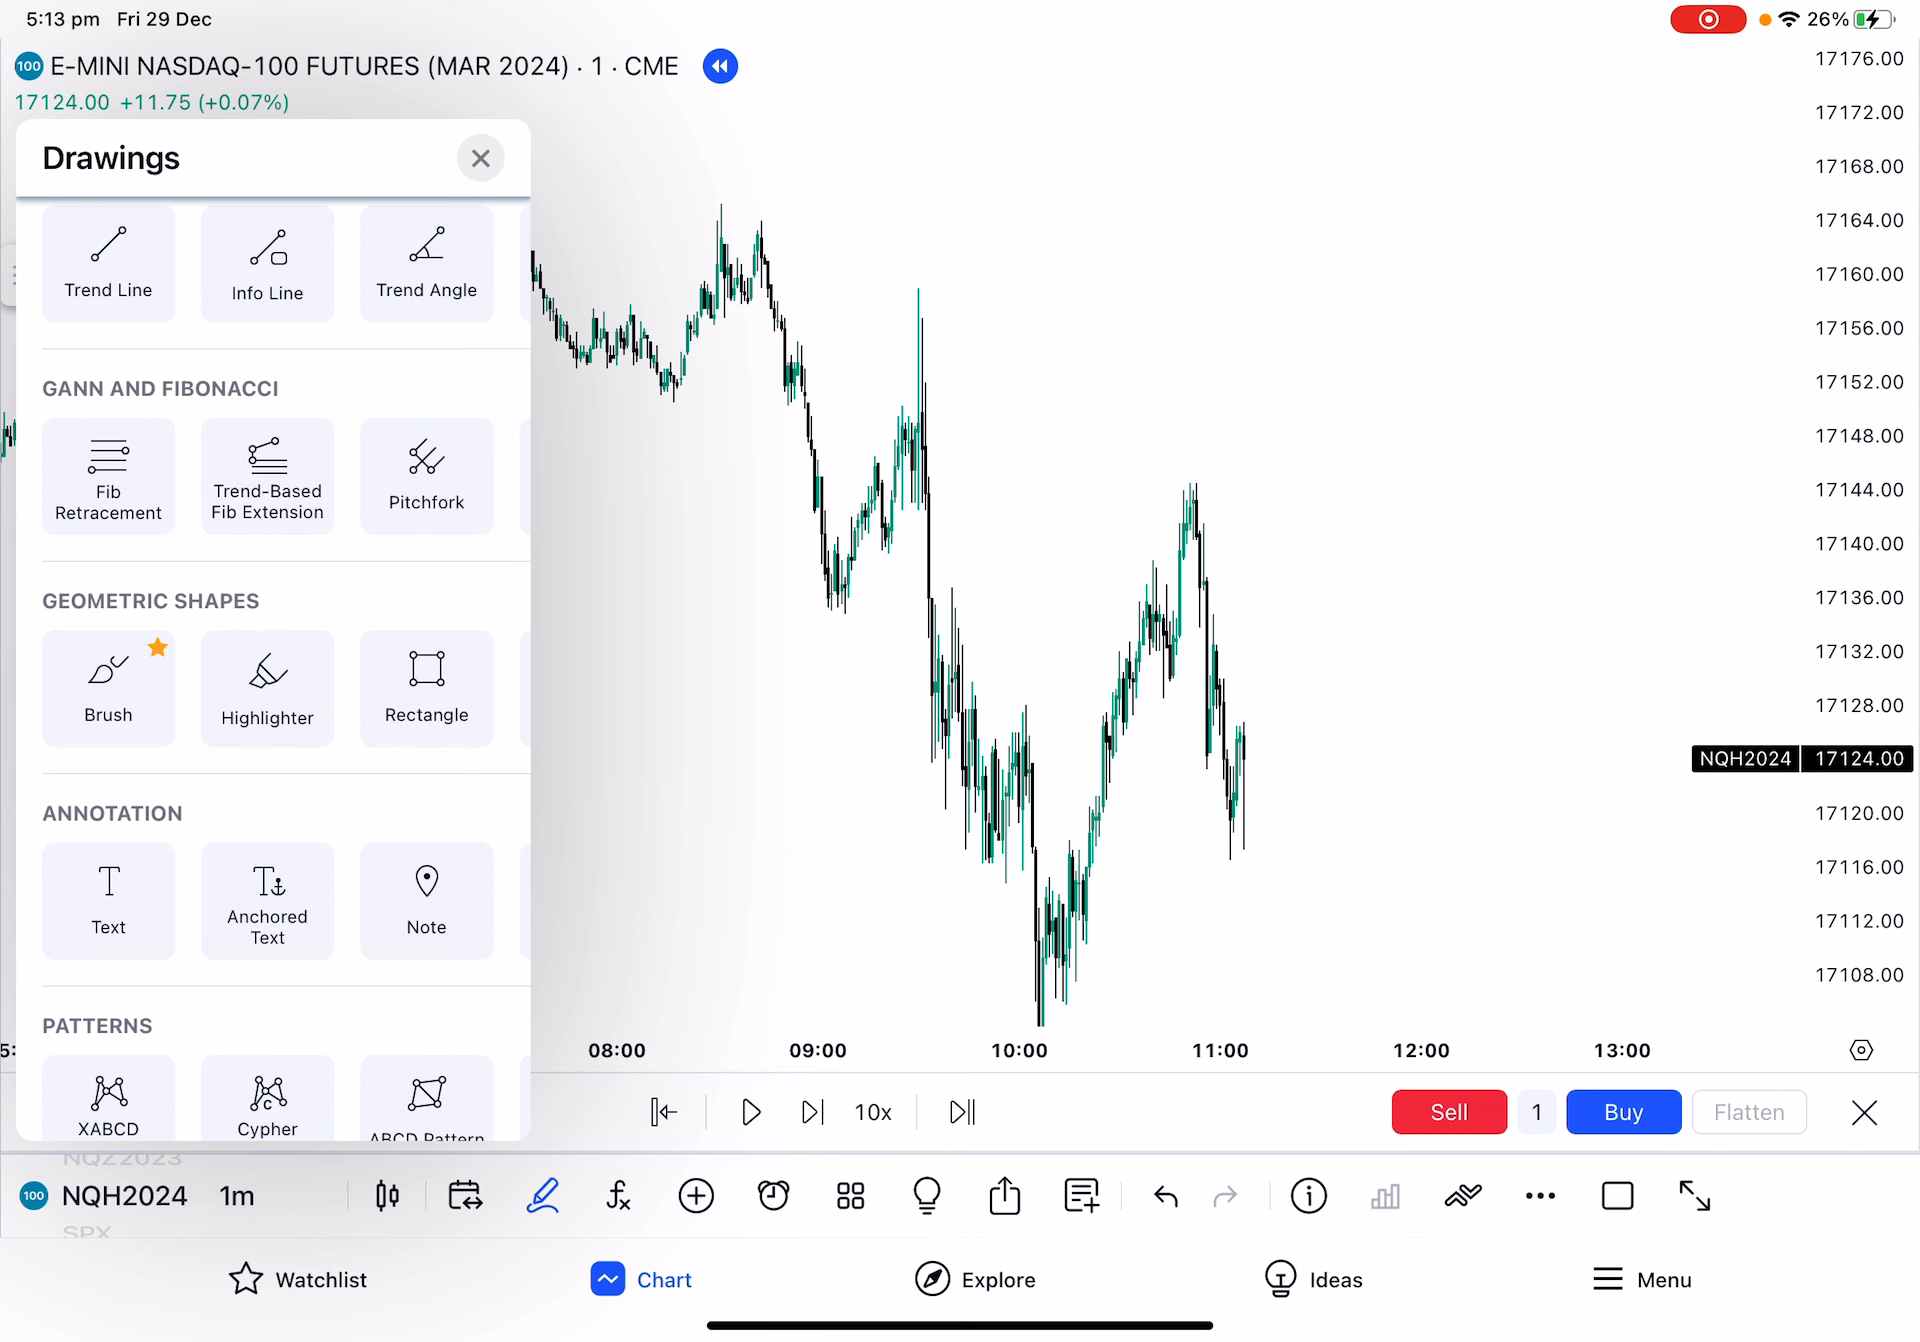 5:13 pm Fri 29 Dec
26%
100 E-MINI NASDAQ-100 FUTURES (MAR 2024) · 1 · CME
17124.00 +11.75 (+0.07%)
Drawings
Trend Line
Info Line
Trend Angle
GANN AND FIBONACCI
Fib Retracement
Trend-Based Fib Extension
Pitchfork
GEOMETRIC SHAPES
Brush
Highlighter
Rectangle
ANNOTATION
Text
Anchored Text
Note
PATTERNS
XABCD
Cypher
ABCD Pattern
17176.00
17172.00
17168.00
17164.00
17160.00
17156.00
17152.00
17148.00
17144.00
17140.00
17136.00
17132.00
17128.00
NQH2024 17124.00
17120.00
17116.00
17112.00
17108.00
5: 08:00 09:00 10:00 11:00 12:00 13:00
10x
Sell 1 Buy Flatten
NQZ2023
100 NQH2024 1m
SPX
Watchlist Chart Explore Ideas Menu